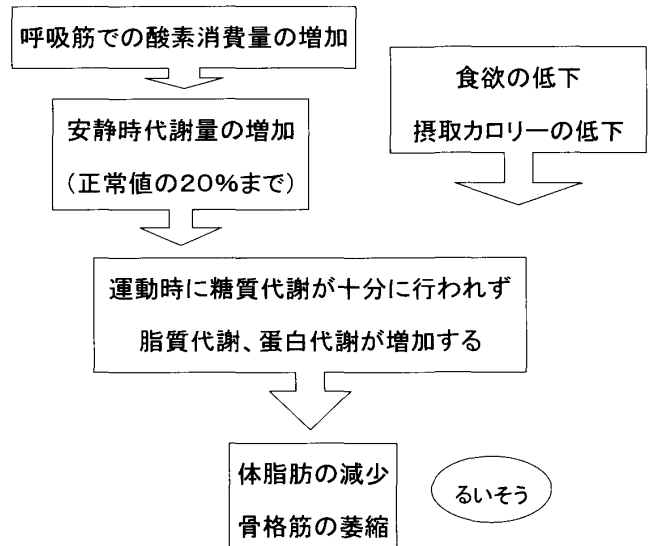 呼吸筋での酸素消費量の増加
食欲の低下
摂取カロリーの低下
安静時代謝量の増加
(正常値の20%まで)
運動時に糖質代謝が十分に行われず
脂質代謝、蛋白代謝が増加する
体脂肪の減少
骨格筋の萎縮
るいそう